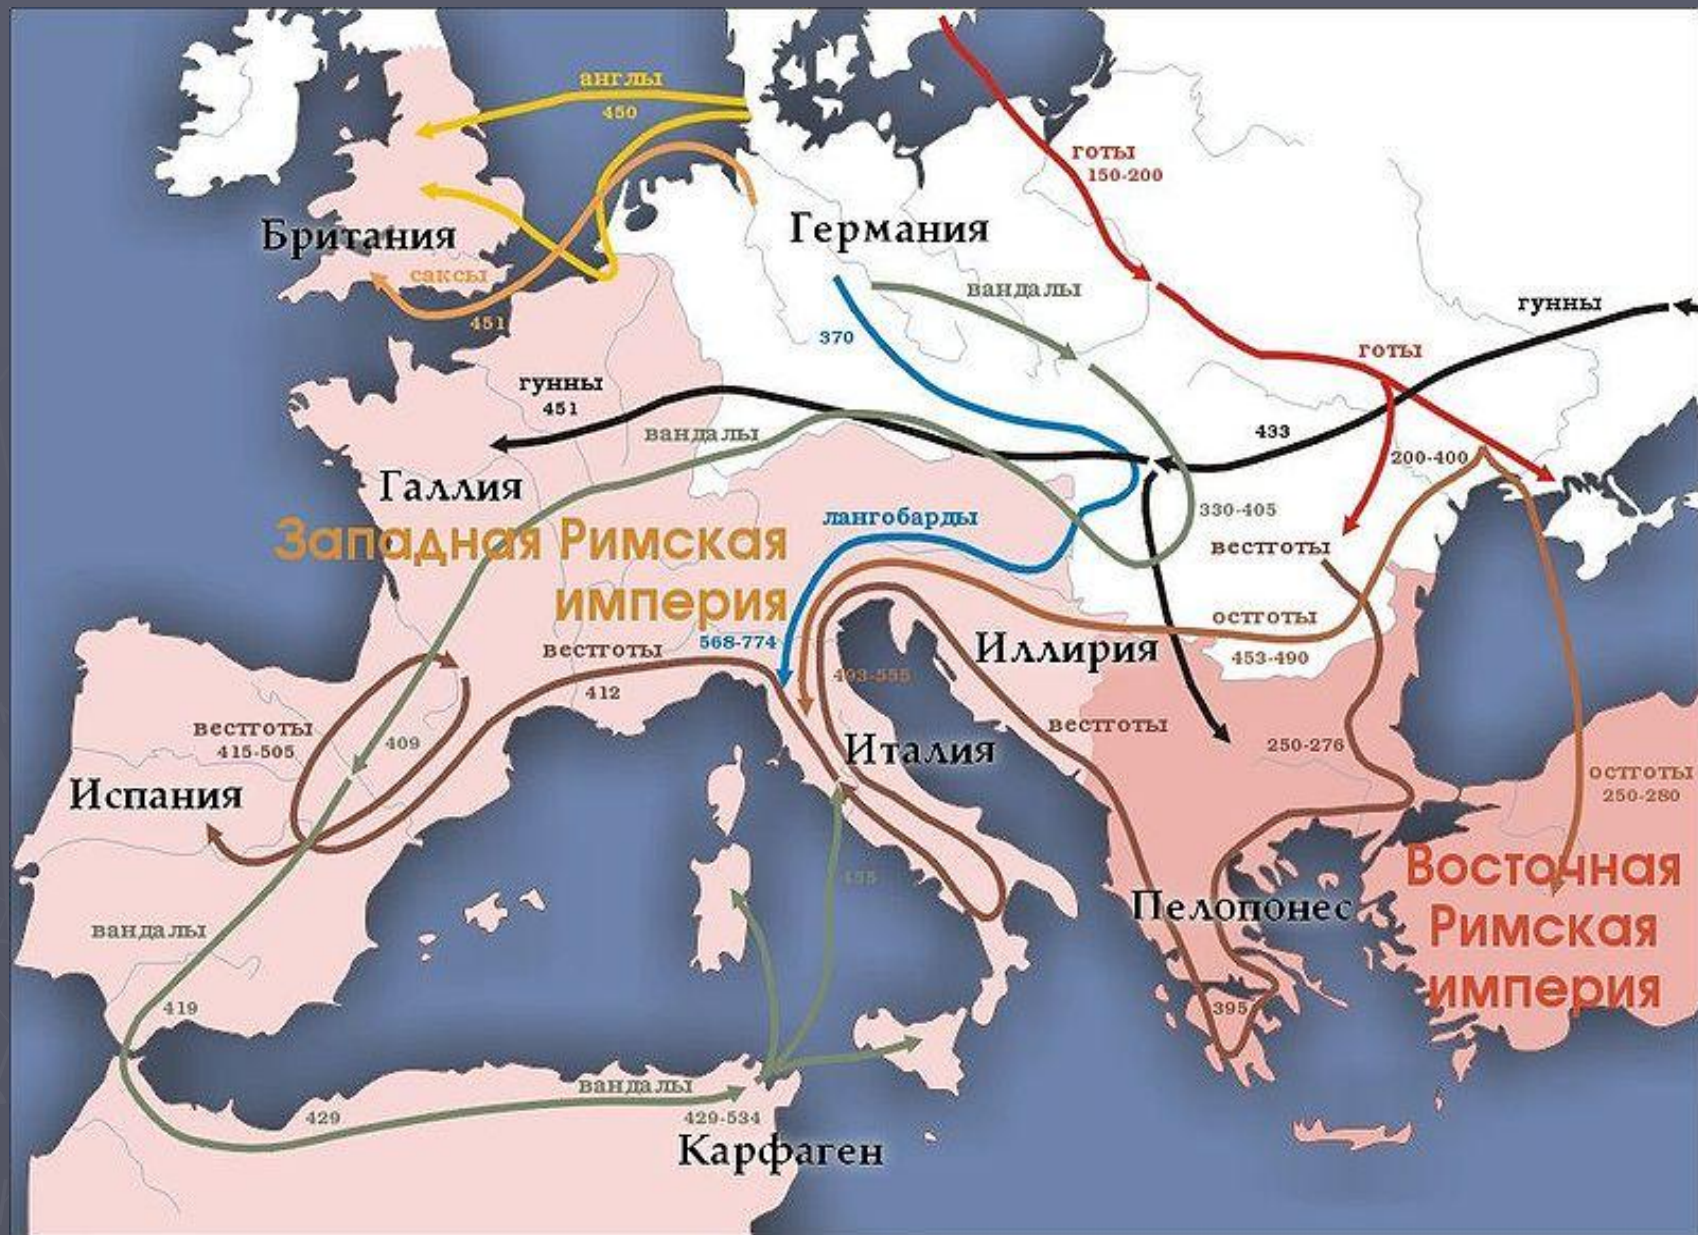 англы
450
готы
150-200
Британия
Германия
саксы
451
вандалы
гунны
370
готы
гунны
451
вандалы
433
200-400
Галлия
330-405
лангобарды
Западная Римская
империя
вестготы
остготы
453-490
568-774
вестготы
412
Иллирия
493-555
вестготы
415-505
409
вестготы
250-276
Италия
Испания
остготы
250-280
455
Восточная
Римская
империя
Пелопонес
вандалы
419
395
вандалы
429
429-534
Карфаген